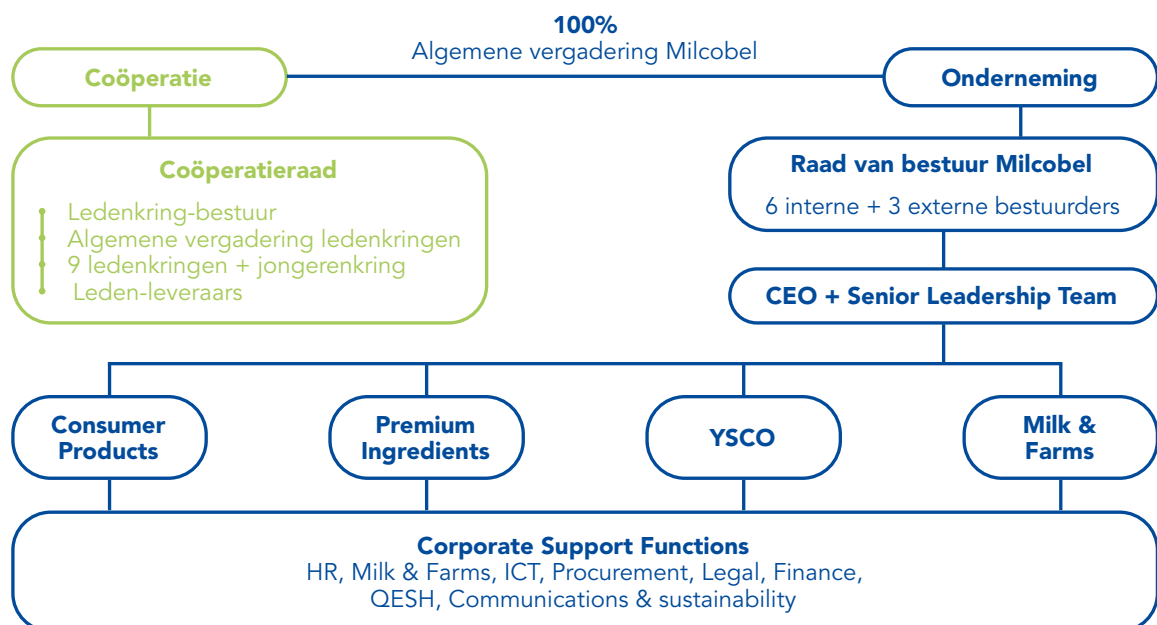 100%
Algemene vergadering Milcobel
Coöperatie
Onderneming
Coöperatieraad
Ledenkring-bestuur
Algemene vergadering ledenkringen
9 ledenkringen + jongerenkring
Leden-leveraars
Raad van bestuur Milcobel
6 interne + 3 externe bestuurders
CEO + Senior Leadership Team
Consumer
Products
Premium
Ingredients
YSCO
Milk &
Farms
Corporate Support Functions
HR, Milk & Farms, ICT, Procurement, Legal, Finance,
QESH, Communications & sustainability